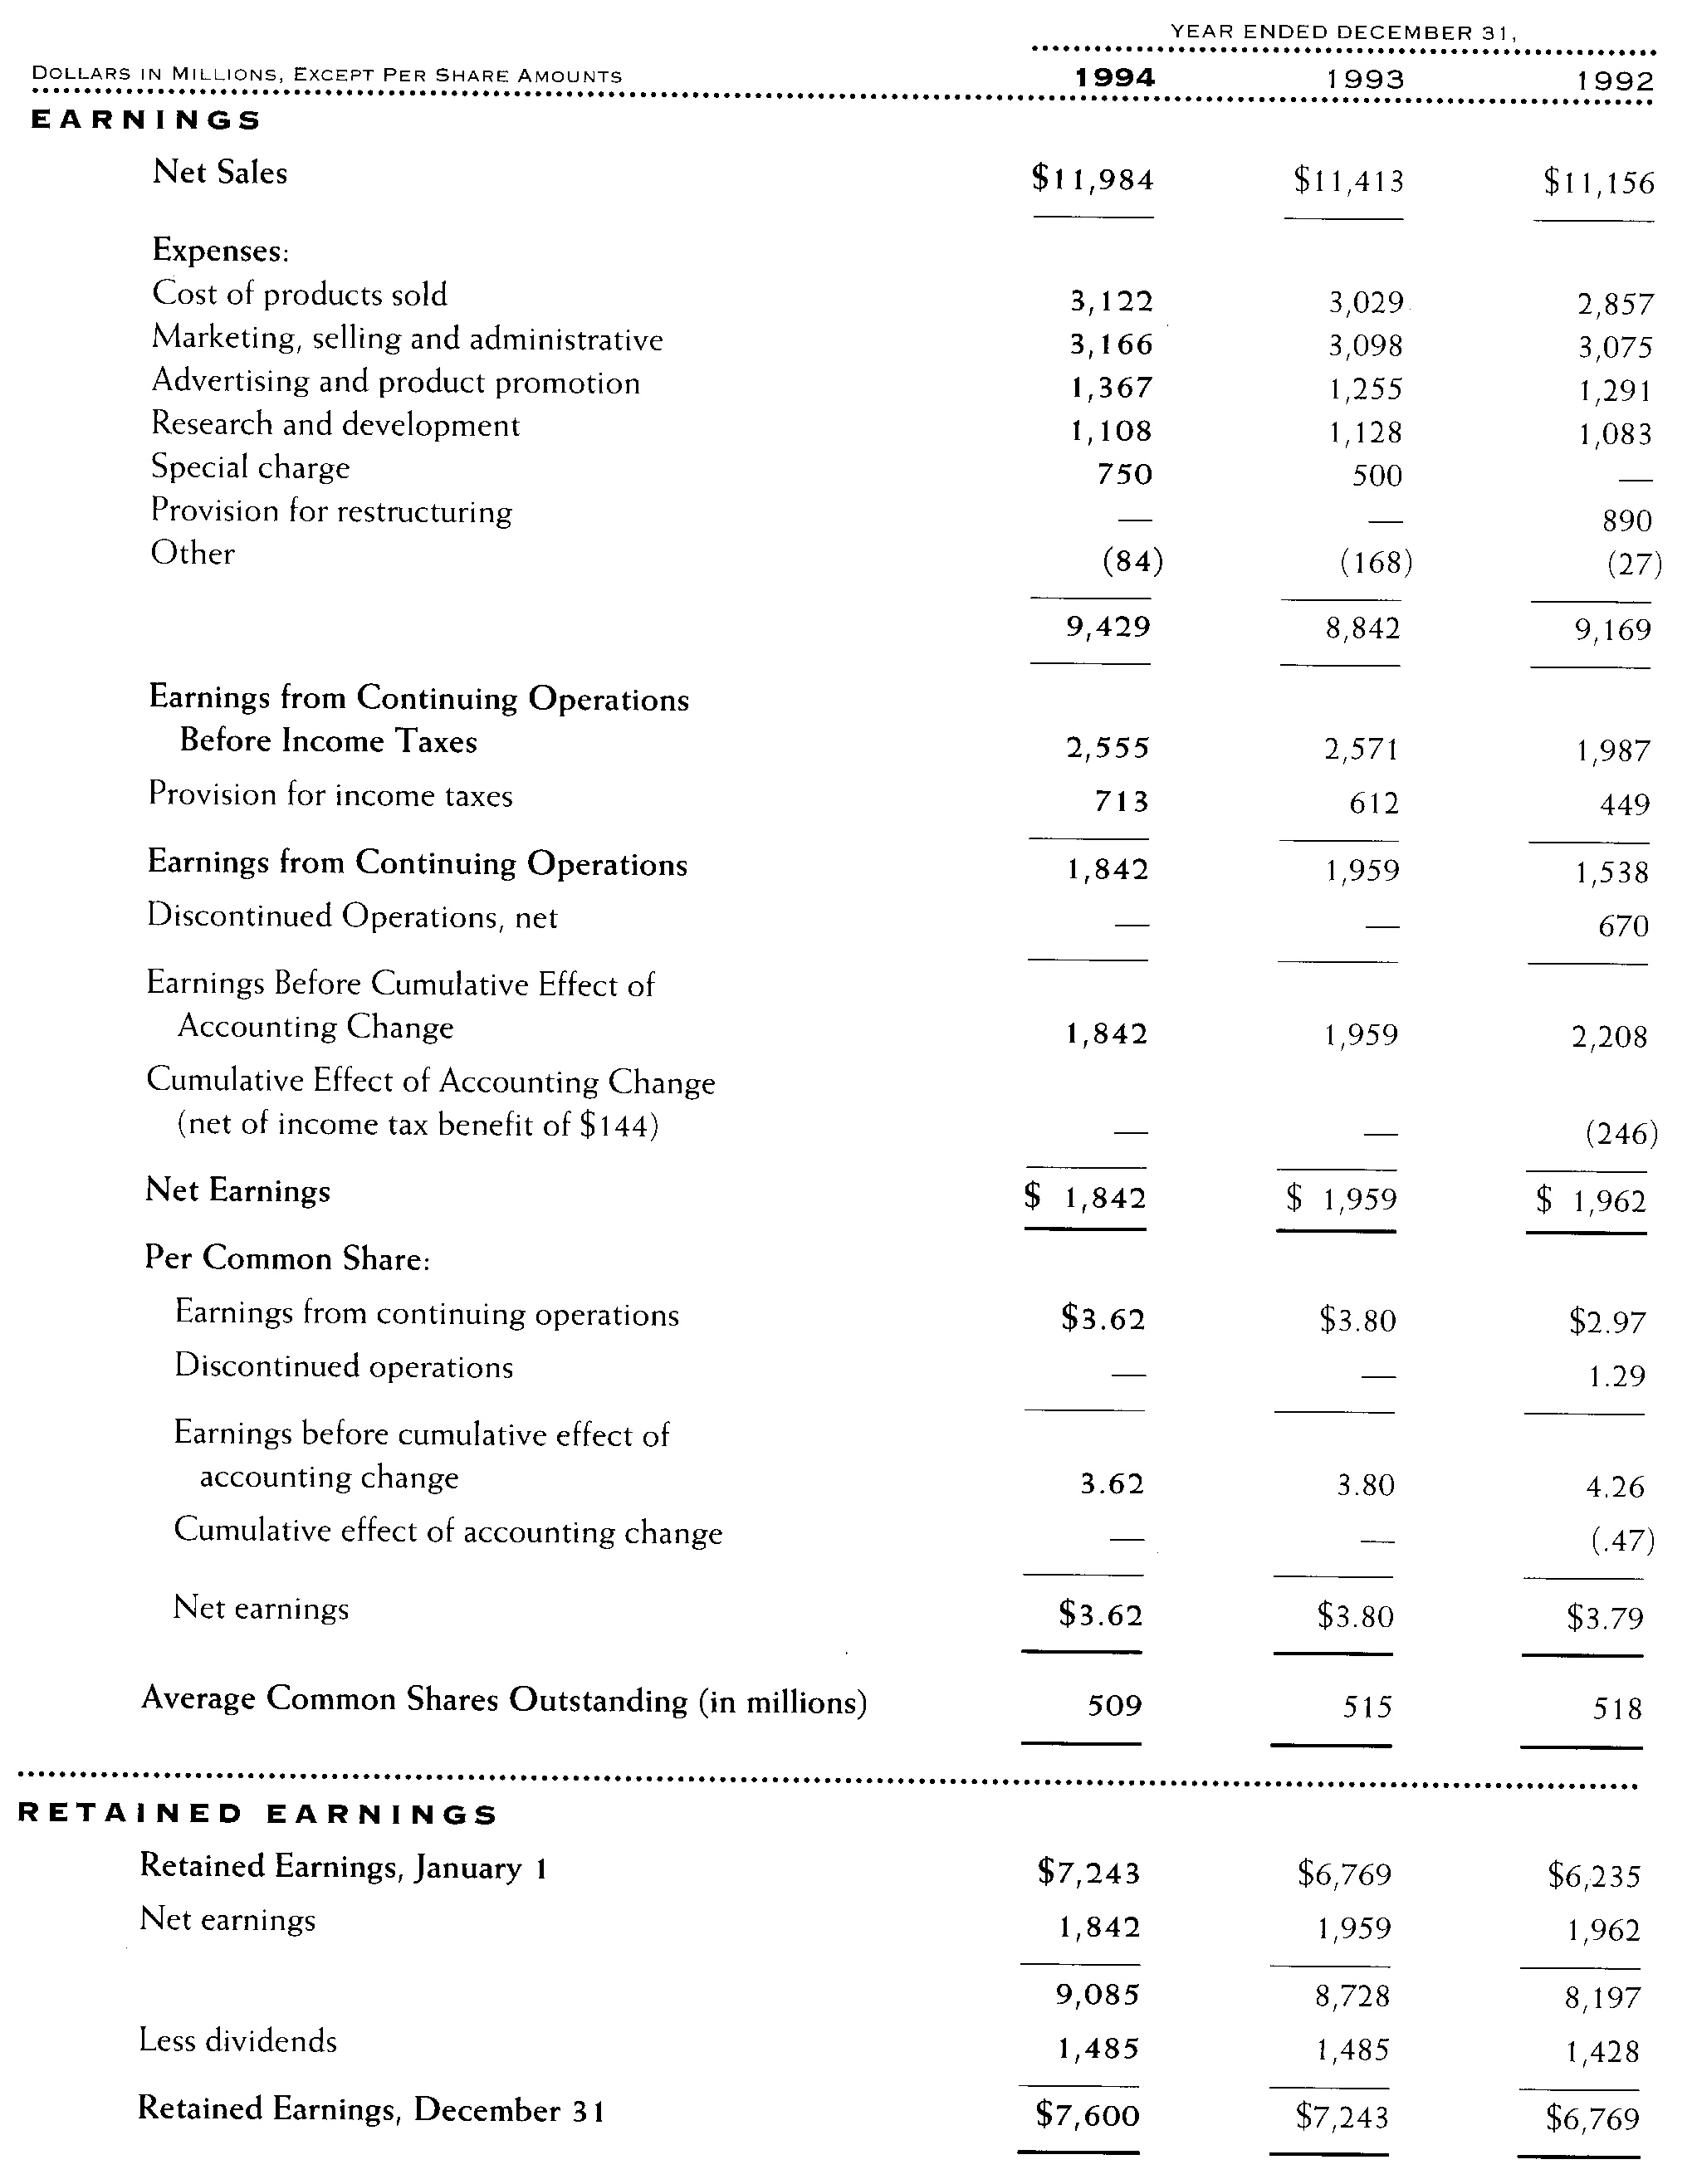 YEAR ENDED DECEMBER 31,
DOLLARS IN MILLIONS, EXCEPT PER SHARE AMOUNTS 1994 1993 1992
EARNINGS
Net Sales $11,984 $11,413 $11,156
Expenses:
Cost of products sold 3,122 3,029 2,857
Marketing, selling and administrative 3,166 3,098 3,075
Advertising and product promotion 1,367 1,255 1,291
Research and development 1,108 1,128 1,083
Special charge 750 500 —
Provision for restructuring — — 890
Other (84) (168) (27)
9,429 8,842 9,169
Earnings from Continuing Operations
Before Income Taxes 2,555 2,571 1,987
Provision for income taxes 713 612 449
Earnings from Continuing Operations 1,842 1,959 1,538
Discontinued Operations, net — — 670
Earnings Before Cumulative Effect of
Accounting Change 1,842 1,959 2,208
Cumulative Effect of Accounting Change
(net of income tax benefit of $144) — — (246)
Net Earnings $ 1,842 $ 1,959 $ 1,962
Per Common Share:
Earnings from continuing operations $3.62 $3.80 $2.97
Discontinued operations — — 1.29
Earnings before cumulative effect of
accounting change 3.62 3.80 4.26
Cumulative effect of accounting change — — (.47)
Net earnings $3.62 $3.80 $3.79
Average Common Shares Outstanding (in millions) 509 515 518
RETAINED EARNINGS
Retained Earnings, January 1 $7,243 $6,769 $6,235
Net earnings 1,842 1,959 1,962
9,085 8,728 8,197
Less dividends 1,485 1,485 1,428
Retained Earnings, December 31 $7,600 $7,243 $6,769